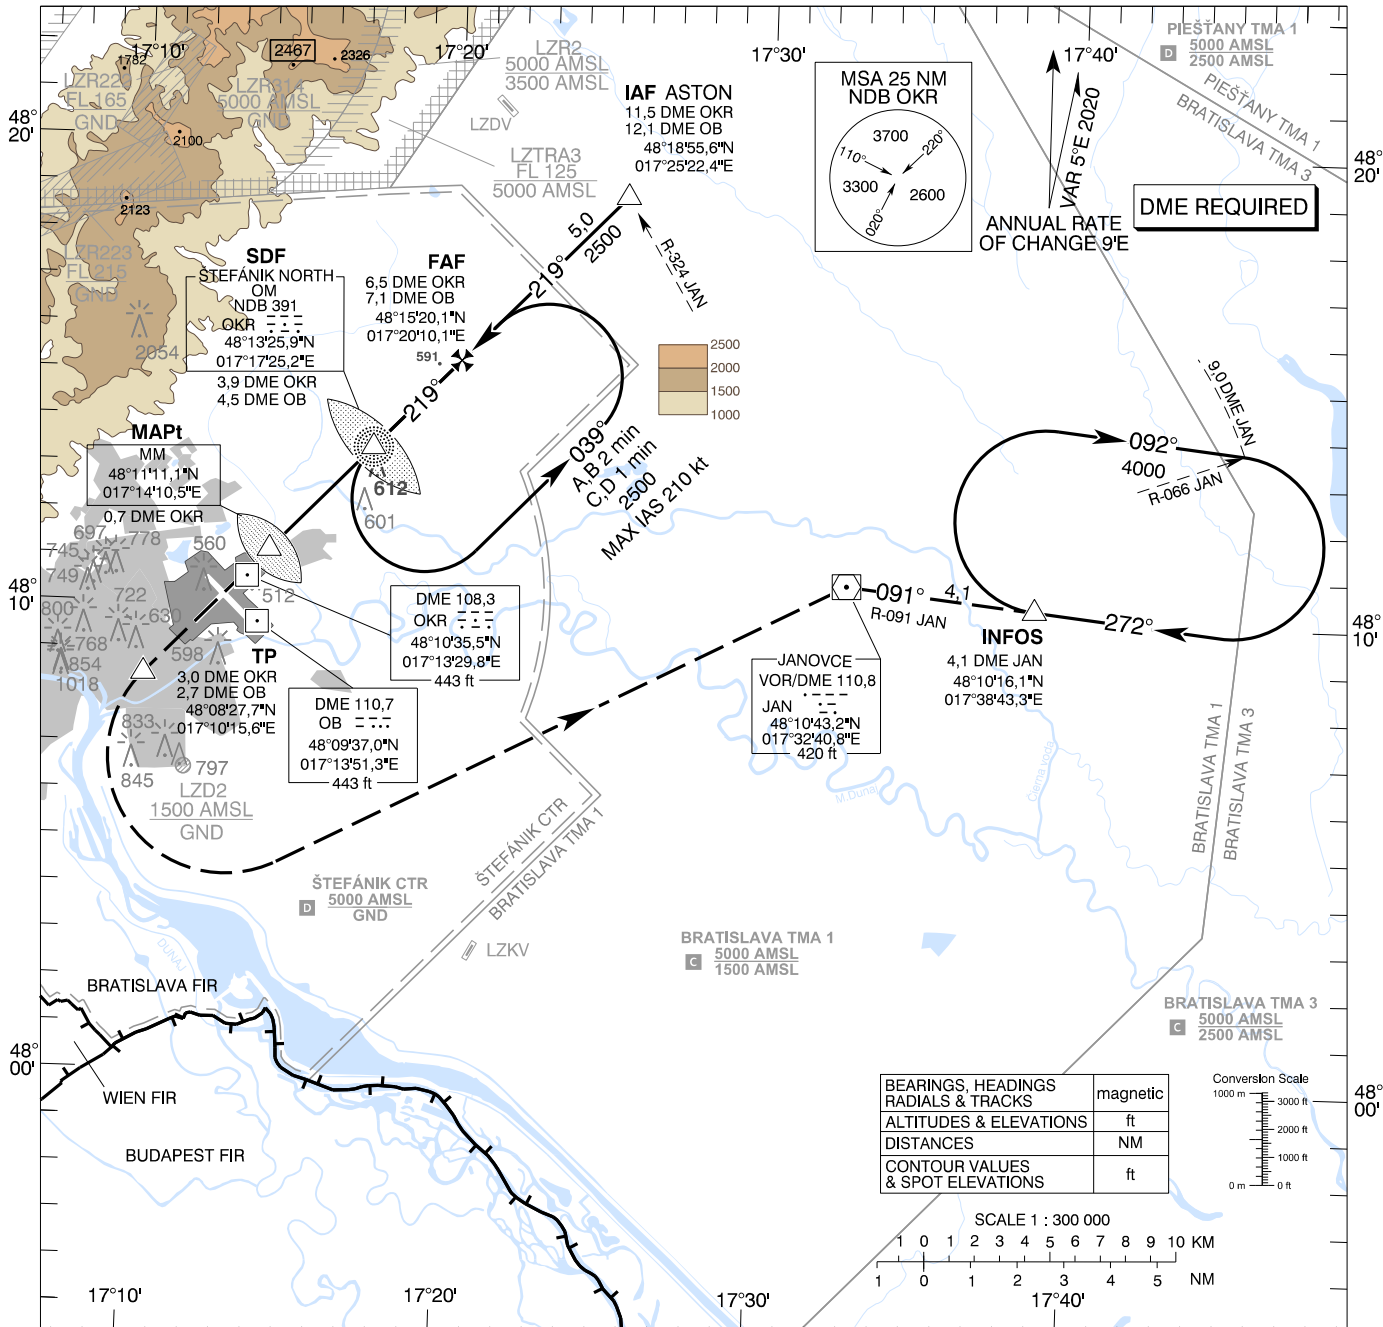 17°10'
2467
2326
17°20'
17°30'
17°40'
1782
LZR223
FL 165
GND
LZR314
5000 AMSL
GND
LZR2
5000 AMSL
3500 AMSL
LZDV
LZTRA3
FL 125
5000 AMSL
2100
2123
LZR223
FL 215
GND
2054
48°
20'
IAF ASTON
11,5 DME OKR
12,1 DME OB
48°18'55,6"N
017°25'22,4"E
MSA 25 NM
NDB OKR
3700
110°
220°
3300
2600
020°
VAR 5°E 2020
ANNUAL RATE
OF CHANGE 9'E
PIEŠŤANY TMA 1
D 5000 AMSL
2500 AMSL
PIEŠŤANY TMA 1
BRATISLAVA TMA 3
48°
20'
DME REQUIRED
SDF
ŠTEFÁNIK NORTH
OM
NDB 391
OKR
48°13'25,9"N
017°17'25,2"E
3,9 DME OKR
4,5 DME OB
FAF
6,5 DME OKR
7,1 DME OB
48°15'20,1"N
017°20'10,1"E
591
5,0
2500
219°
R-324 JAN
219°
2500
2000
1500
1000
039°
A,B 2 min
C,D 1 min
2500
MAX IAS 210 kt
612
601
MAPt
MM
48°11'11,1"N
017°14'10,5"E
0,7 DME OKR
697
778
745
749
560
722
630
800
768
854
1018
598
512
48°
10'
9,0 DME JAN
092°
4000
R-066 JAN
272°
091°
4,1
R-091 JAN
INFOS
4,1 DME JAN
48°10'16,1"N
017°38'43,3"E
48°
10'
DME 108,3
OKR
48°10'35,5"N
017°13'29,8"E
443 ft
TP
3,0 DME OKR
2,7 DME OB
48°08'27,7"N
017°10'15,6"E
DME 110,7
OB
48°09'37,0"N
017°13'51,3"E
443 ft
JANOVCE
VOR/DME 110,8
JAN
48°10'43,2"N
017°32'40,8"E
420 ft
833
845
797
LZD2
1500 AMSL
GND
M.Dunaj
Čierna voda
BRATISLAVA TMA 1
BRATISLAVA TMA 3
ŠTEFÁNIK CTR
BRATISLAVA TMA 1
ŠTEFÁNIK CTR
D 5000 AMSL
GND
LZKV
DUNAJ
BRATISLAVA TMA 1
C 5000 AMSL
1500 AMSL
BRATISLAVA TMA 3
C 5000 AMSL
2500 AMSL
BRATISLAVA FIR
WIEN FIR
BUDAPEST FIR
48°
00'
BEARINGS, HEADINGS
RADIALS & TRACKS magnetic
ALTITUDES & ELEVATIONS ft
DISTANCES NM
CONTOUR VALUES
& SPOT ELEVATIONS ft
Conversion Scale
1000 m 3000 ft
2000 ft
1000 ft
0 m 0 ft
48°
00'
SCALE 1 : 300 000
1 0 1 2 3 4 5 6 7 8 9 10 KM
1 0 1 2 3 4 5 NM
17°10'
17°20'
17°30'
17°40'